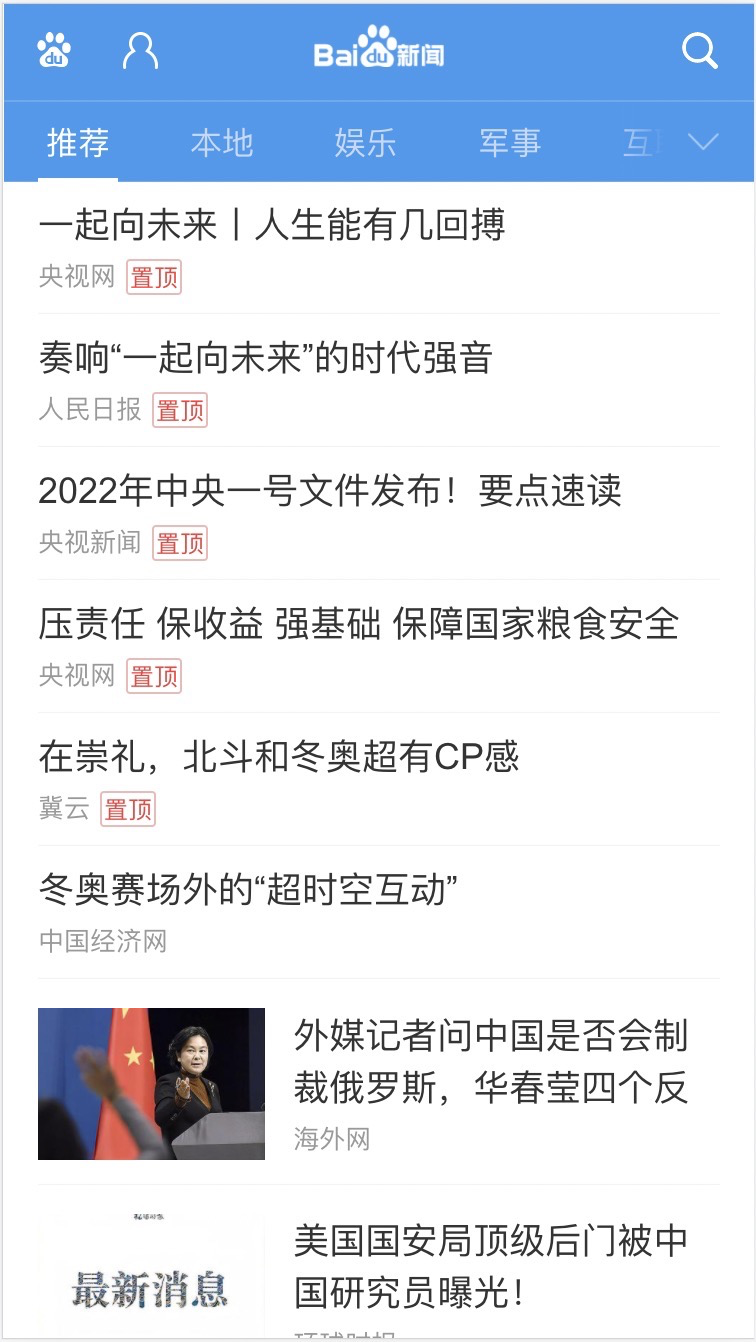 du
Bai du 新闻
推荐 本地 娱乐 军事 互
一起向未来丨人生能有几回搏
央视网 置顶
奏响“一起向未来”的时代强音
人民日报 置顶
2022年中央一号文件发布！要点速读
央视新闻 置顶
压责任 保收益 强基础 保障国家粮食安全
央视网 置顶
在崇礼，北斗和冬奥超有CP感
冀云 置顶
冬奥赛场外的“超时空互动”
中国经济网
外媒记者问中国是否会制
裁俄罗斯，华春莹四个反
海外网
美国国安局顶级后门被中
国研究员曝光！
最新消息
环球时报